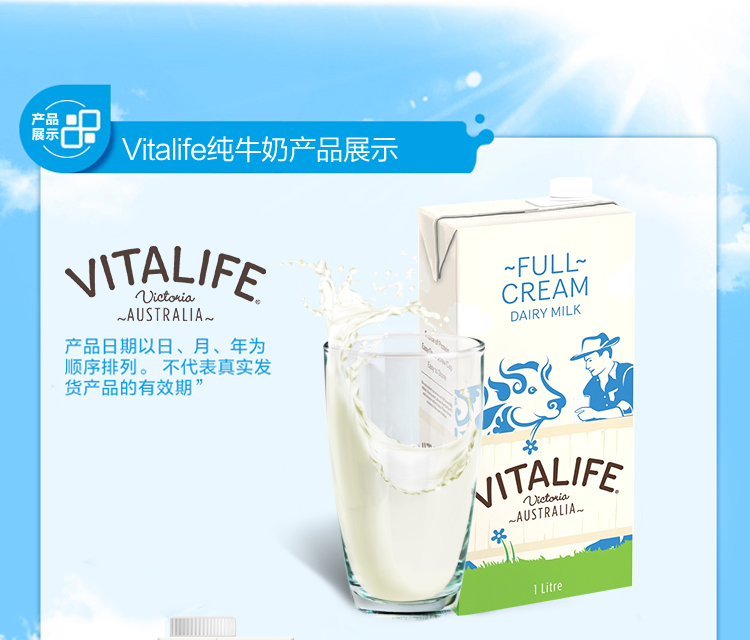 产品
展示
Vitalife纯牛奶产品展示
VITALIFE®
Victoria
~AUSTRALIA~
产品日期以日、月、年为
顺序排列。 不代表真实发
货产品的有效期”
~FULL~
CREAM
DAIRY MILK
VITALIFE®
Victoria
~AUSTRALIA~
1 Litre